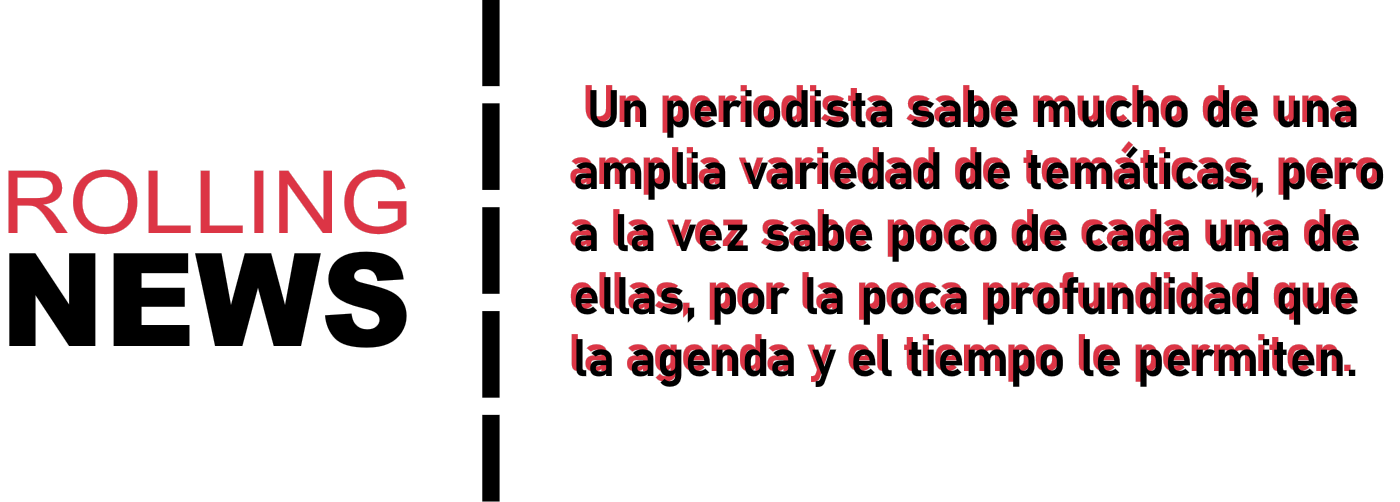 ROLLING
NEWS
Un periodista sabe mucho de una
amplia variedad de temáticas, pero
a la vez sabe poco de cada una de
ellas, por la poca profundidad que
la agenda y el tiempo le permiten.